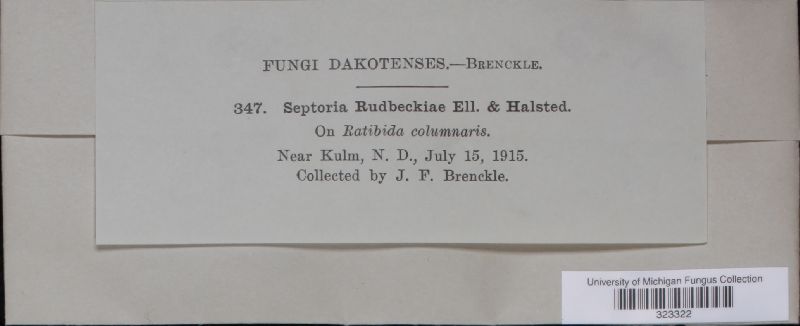 FUNGI DAKOTENSES.—BRENCKLE.
347. Septoria Rudbeckiae Ell. & Halsted.
On Ratibida columnaris.
Near Kulm, N. D., July 15, 1915.
Collected by J. F. Brenckle.
University of Michigan Fungus Collection
323322